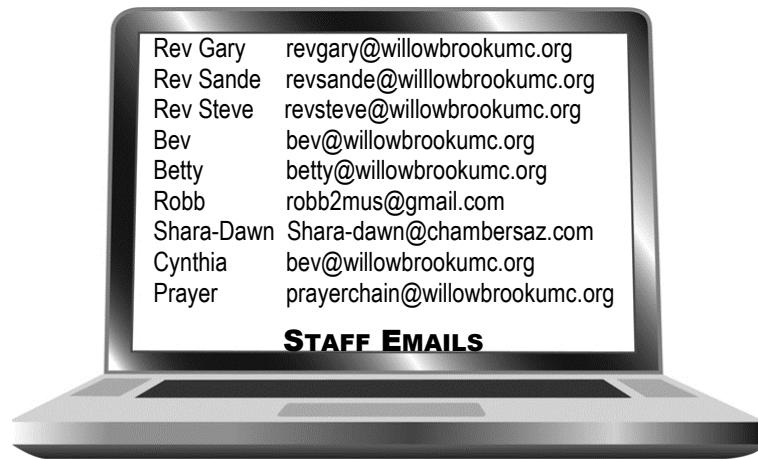 Rev Gary revgary@willowbrookumc.org
Rev Sande revsande@willlowbrookumc.org
Rev Steve revsteve@willowbrookumc.org
Bev bev@willowbrookumc.org
Betty betty@willowbrookumc.org
Robb robb2mus@gmail.com
Shara-Dawn Shara-dawn@chambersaz.com
Cynthia bev@willowbrookumc.org
Prayer prayerchain@willowbrookumc.org
STAFF EMAILS